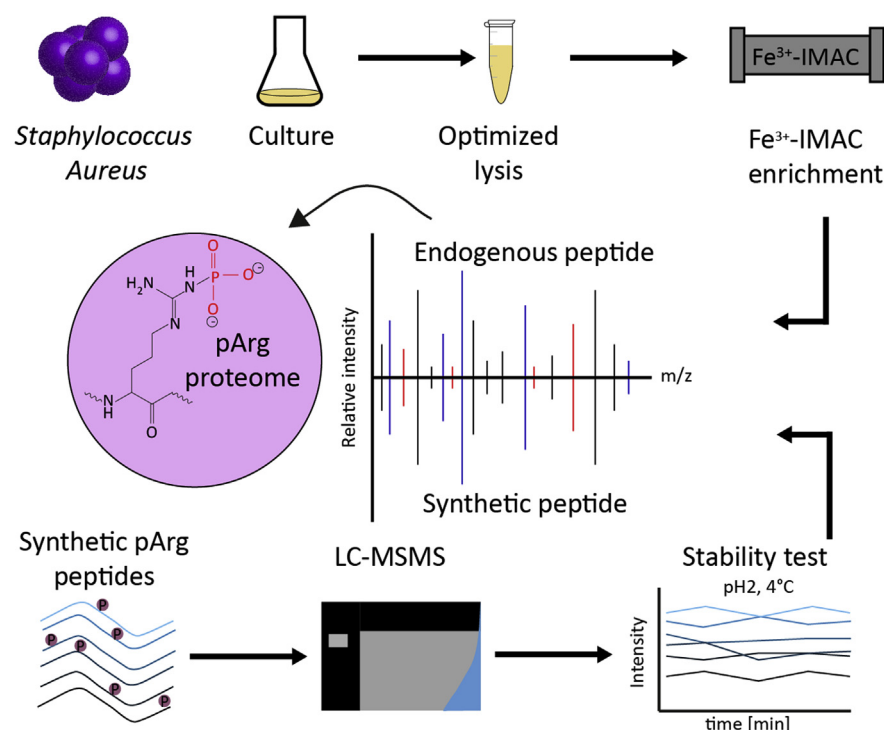 Fe³⁺-IMAC
Staphylococcus
Aureus
Culture
Optimized
lysis
Fe³⁺-IMAC
enrichment
Endogenous peptide
O
H
H₂N
N
P
O⊖
O
⊖
N
pArg
proteome
N
H
O
Relative intensity
m/z
Synthetic peptide
Synthetic pArg
peptides
LC-MSMS
Stability test
pH2, 4°C
P
P
P
P
P
P
Intensity
time [min]